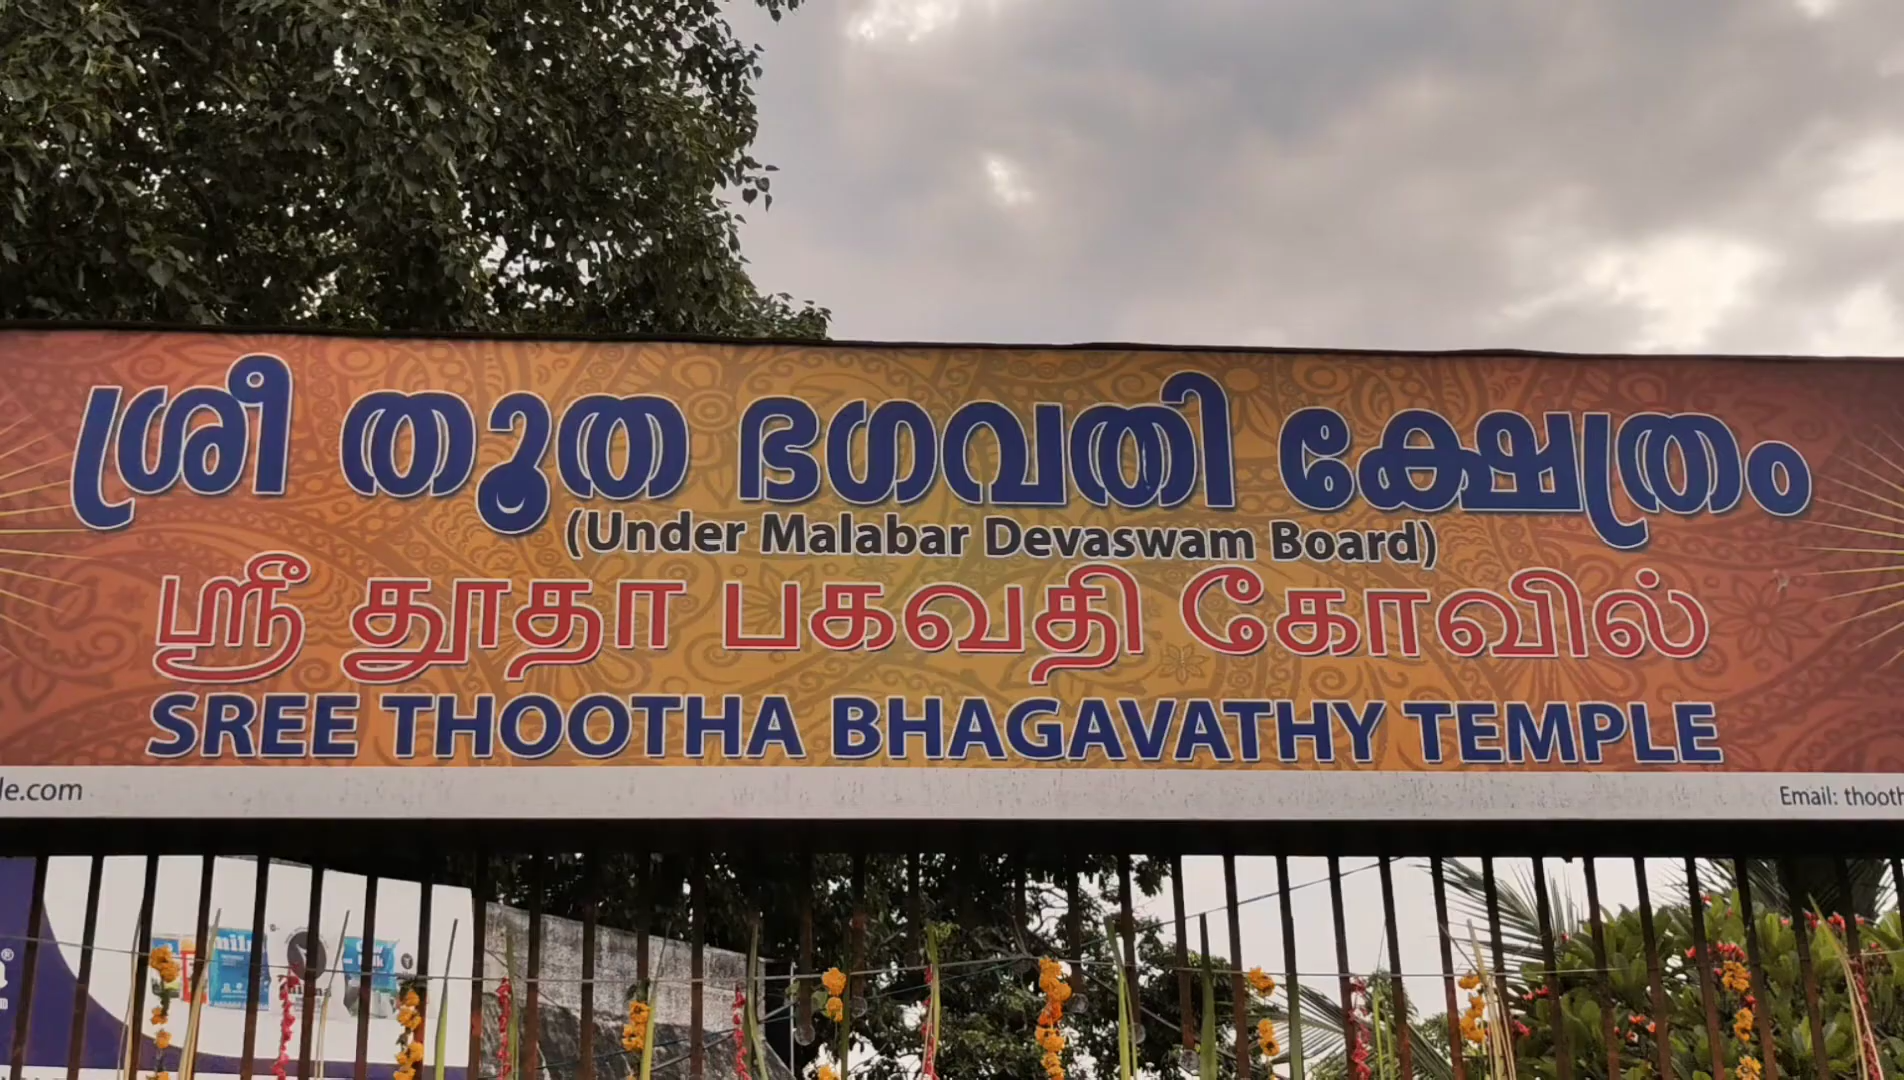 ശ്രീ തൂത ഭഗവതി ക്ഷേത്രം
(Under Malabar Devaswam Board)
ஸ்ரீ தூதா பகவதி கோவில்
SREE THOOTHA BHAGAVATHY TEMPLE
le.com
Email: thooth